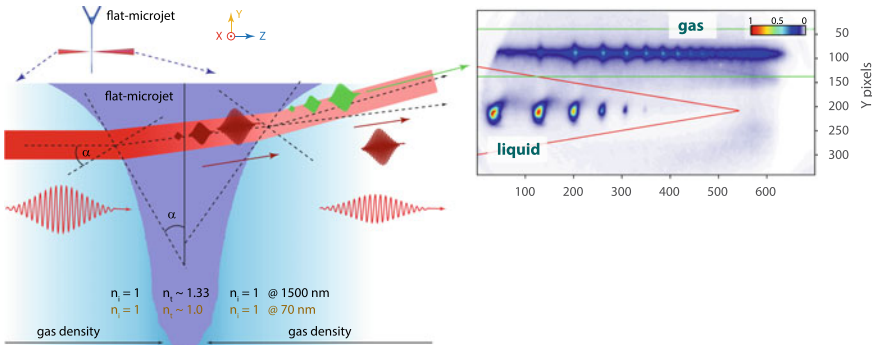 flat-microjet
Y
X
Z
flat-microjet
α
α
n_i = 1 n_t ~ 1.33 n_i = 1 @ 1500 nm
n_i = 1 n_t ~ 1.0 n_i = 1 @ 70 nm
gas density gas density
gas
1 0.5 0
liquid
50
100
150
200
250
300
Y pixels
100 200 300 400 500 600